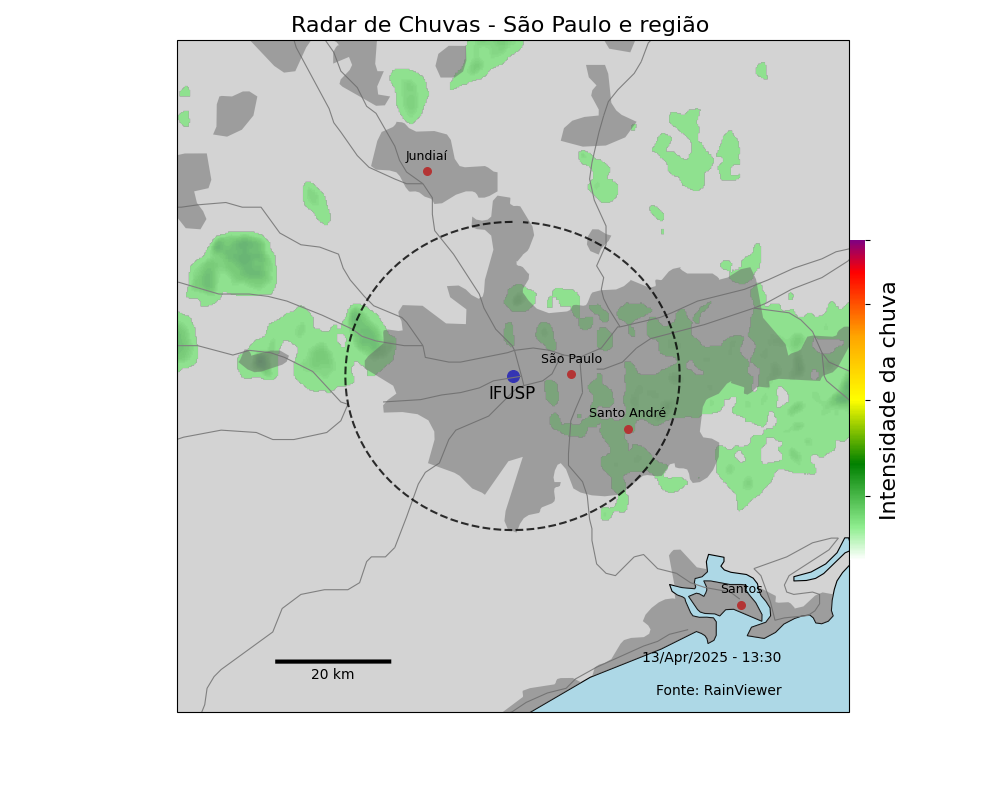 Radar de Chuvas - São Paulo e região
Jundiaí
São Paulo
IFUSP
Santo André
Intensidade da chuva
Santos
13/Apr/2025 - 13:30
20 km
Fonte: RainViewer